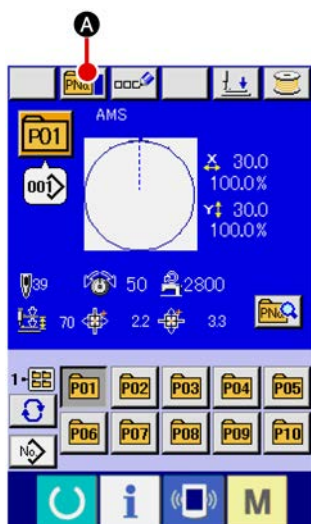 A
PNo.
AMS
P01
001
X 30.0
100.0%
Y 30.0
100.0%
39 50 2800
70 2.2 3.3 PNo.
1- P01 P02 P03 P04 P05
No. P06 P07 P08 P09 P10
i M